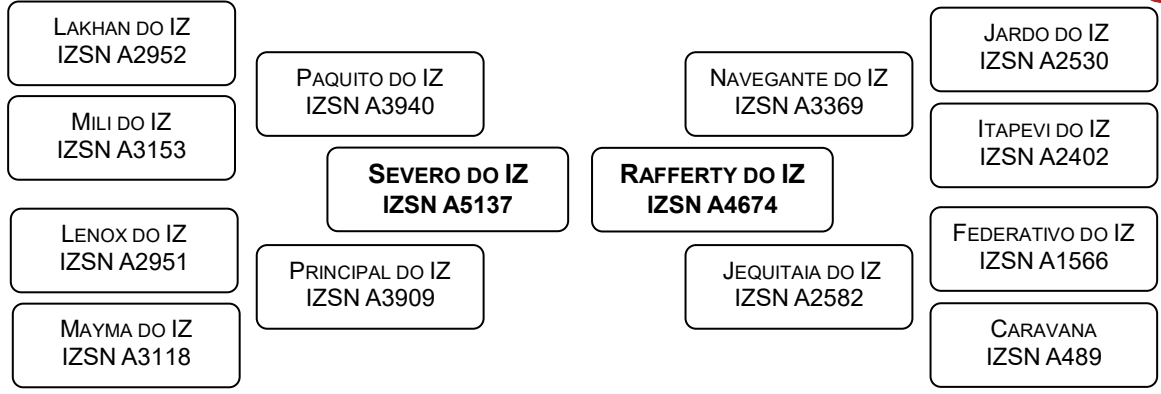 LAKHAN DO IZ
IZSN A2952
MILI DO IZ
IZSN A3153
PAQUITO DO IZ
IZSN A3940
SEVERO DO IZ
IZSN A5137
LENOX DO IZ
IZSN A2951
MAYMA DO IZ
IZSN A3118
PRINCIPAL DO IZ
IZSN A3909
NAVEGANTE DO IZ
IZSN A3369
JARDO DO IZ
IZSN A2530
ITAPEVI DO IZ
IZSN A2402
RAFFERTY DO IZ
IZSN A4674
JEQUITAIA DO IZ
IZSN A2582
FEDERATIVO DO IZ
IZSN A1566
CARAVANA
IZSN A489